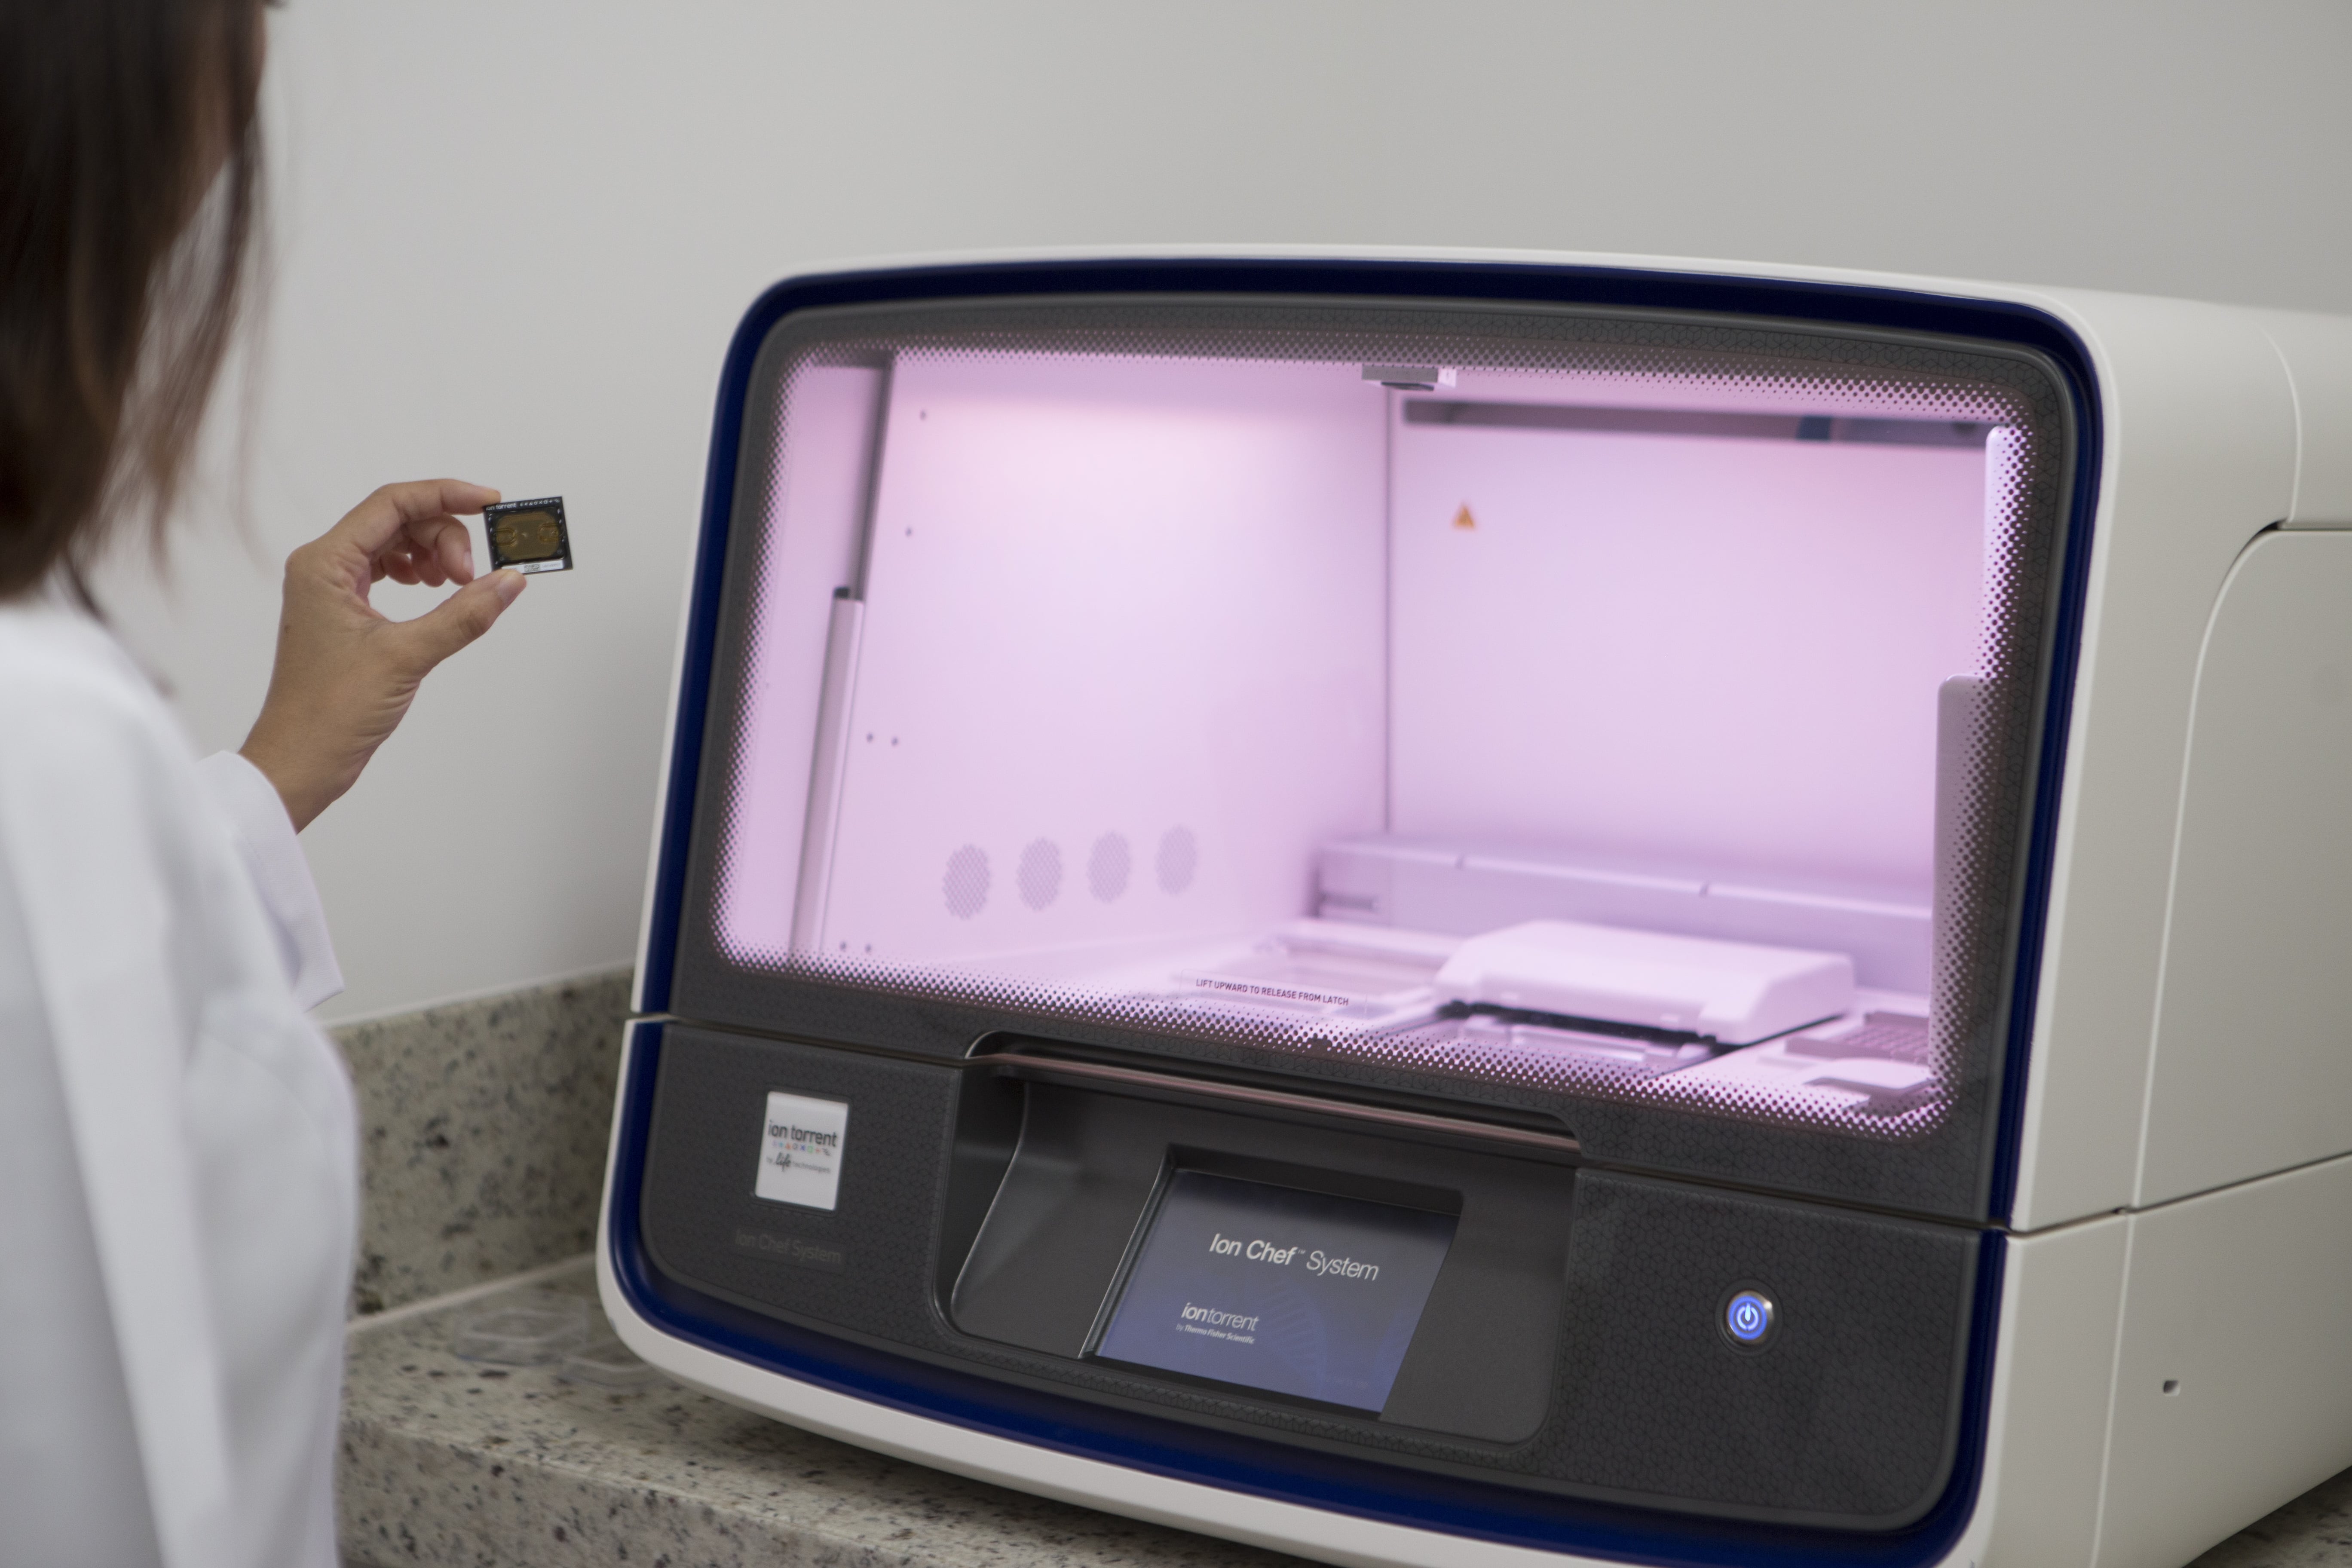 ion torrent
LIFT UPWARD TO RELEASE FROM LATCH
ion torrent
by life technologies
Ion Chef System
Ion Chef™ System
iontorrent
by Thermo Fisher Scientific